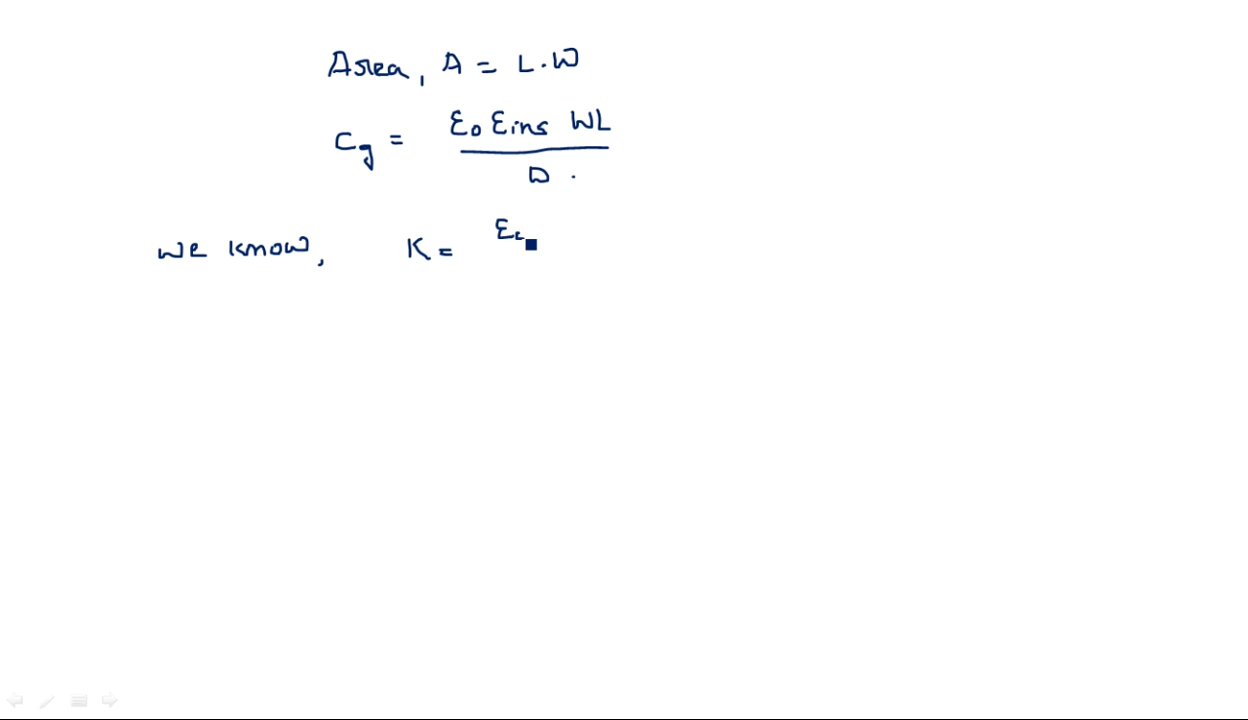 Area, A = L.W
Cg = ε0 εins WL
D .
we know, K = ε